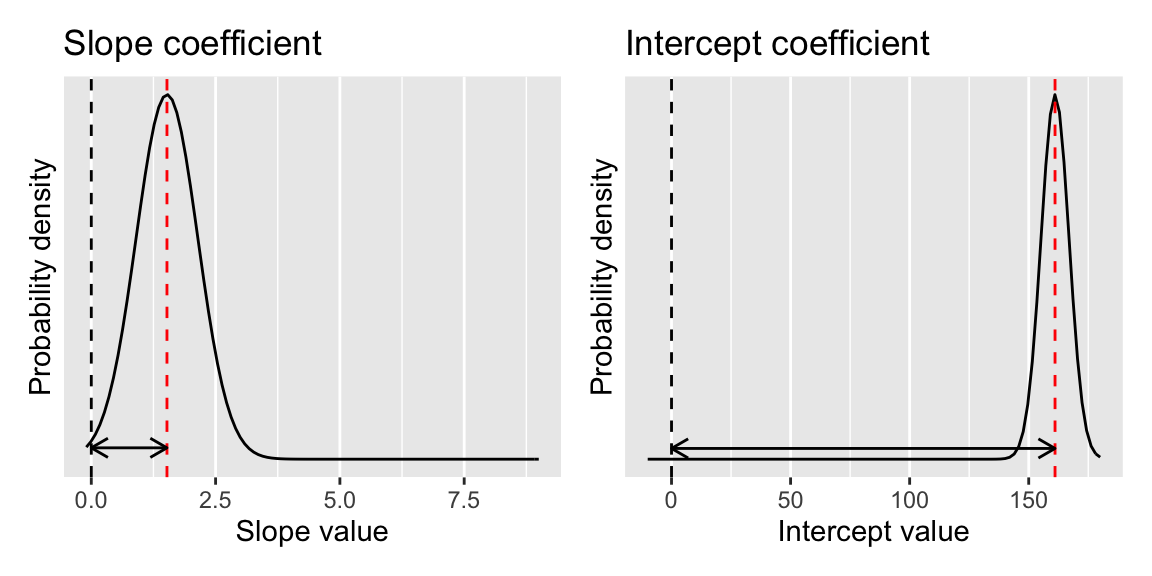 Slope coefficient
Probability density
0.0 2.5 5.0 7.5
Slope value
Intercept coefficient
Probability density
0 50 100 150
Intercept value